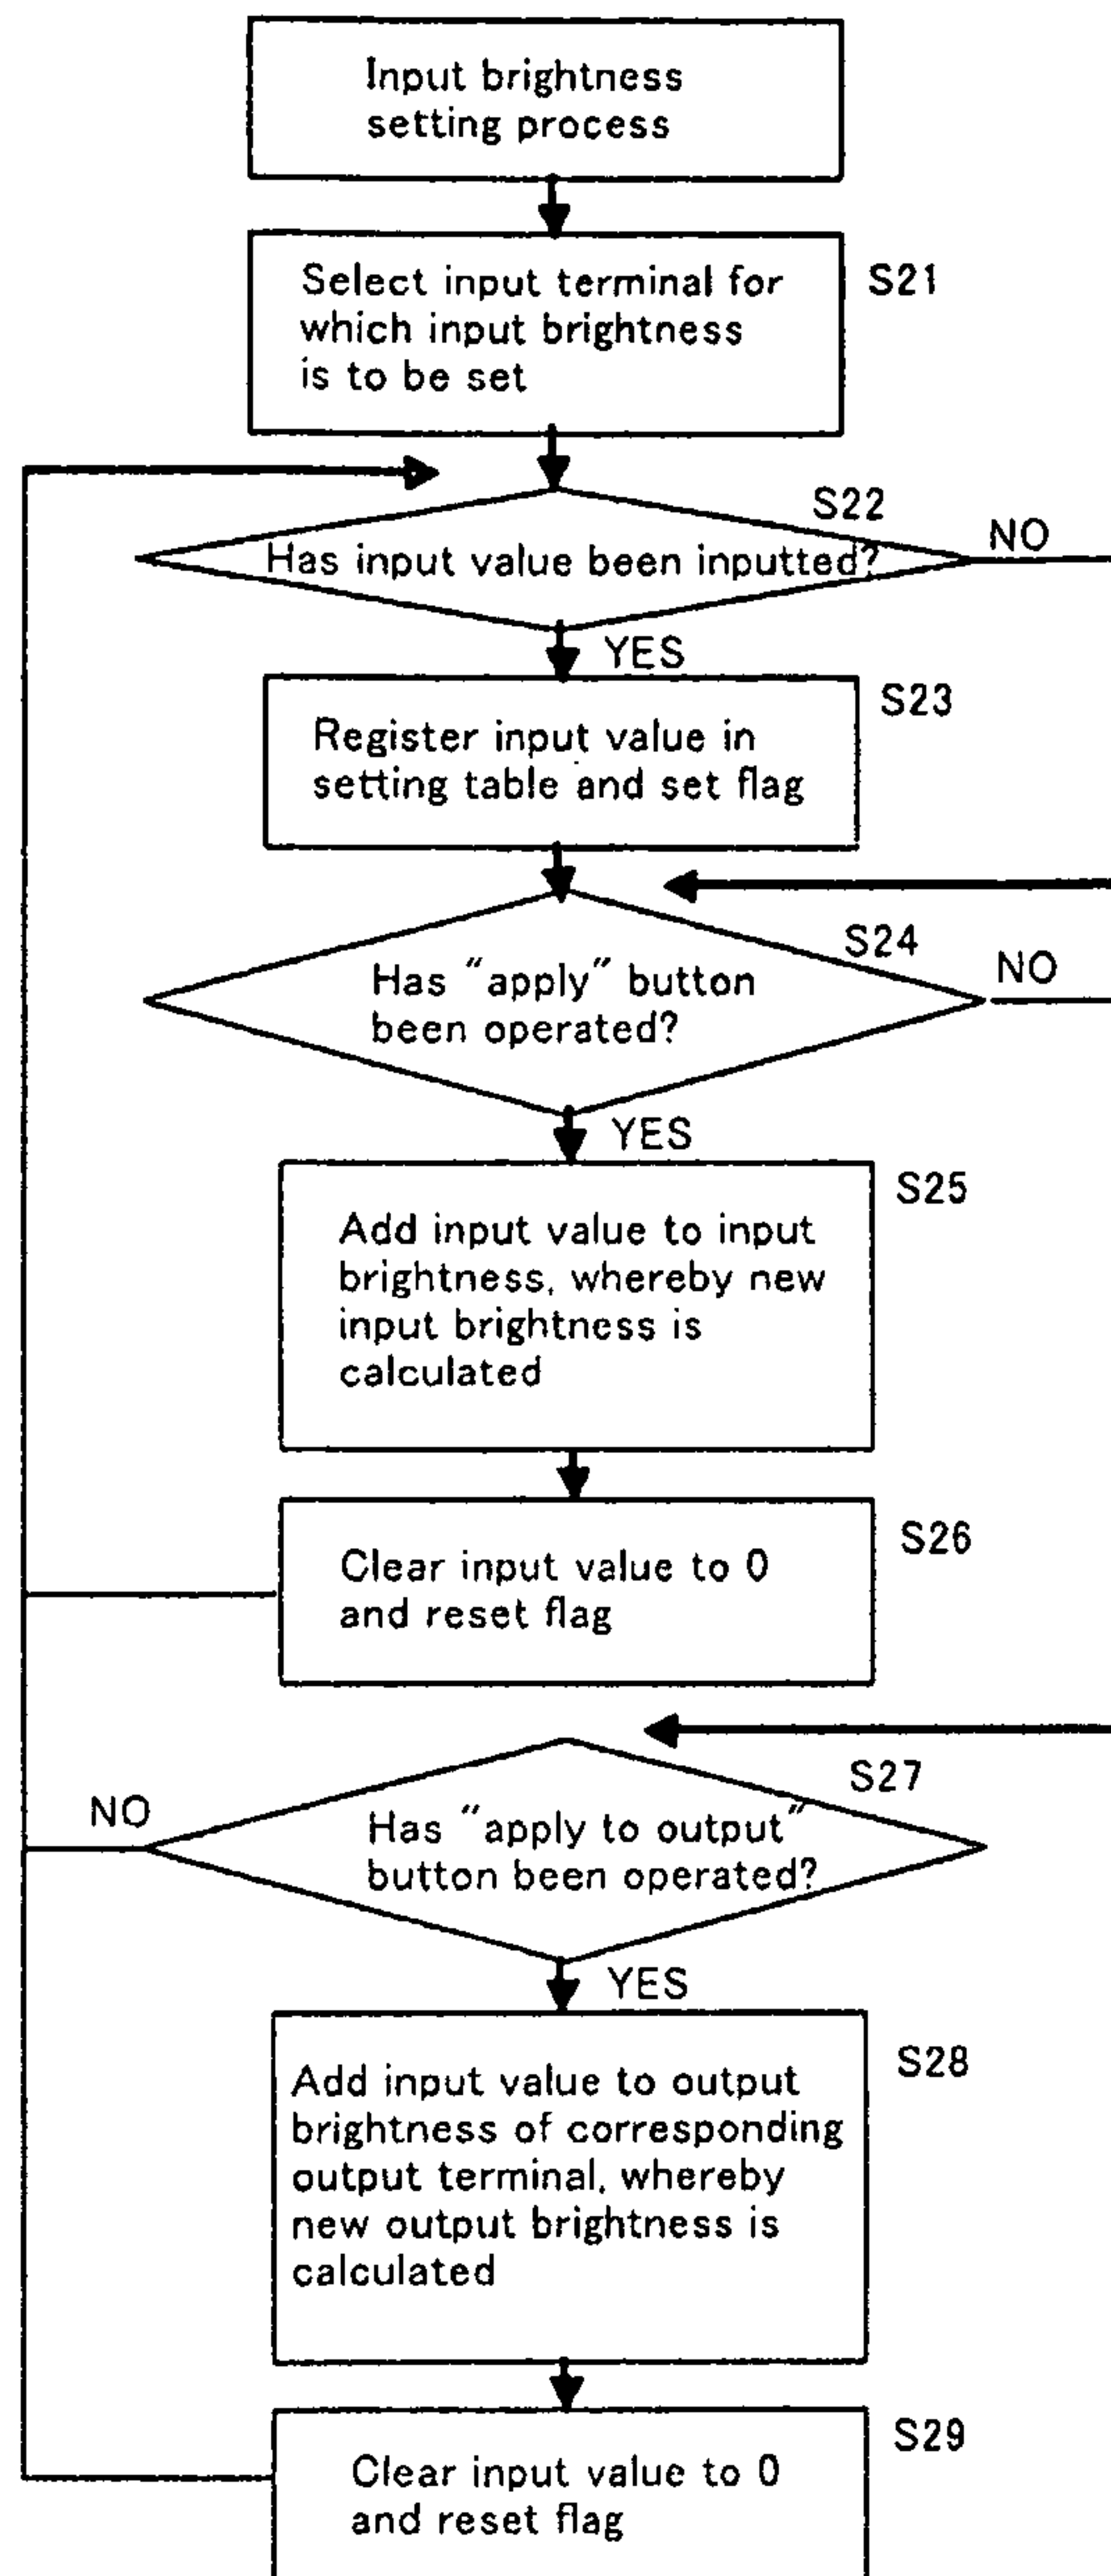 Input brightness
setting process
Select input terminal for
which input brightness
is to be set
S21
S22
Has input value been inputted?
NO
YES
S23
Register input value in
setting table and set flag
S24
Has "apply" button
been operated?
NO
YES
S25
Add input value to input
brightness, whereby new
input brightness is
calculated
S26
Clear input value to 0
and reset flag
S27
NO
Has "apply to output"
button been operated?
YES
S28
Add input value to output
brightness of corresponding
output terminal, whereby
new output brightness is
calculated
S29
Clear input value to 0
and reset flag